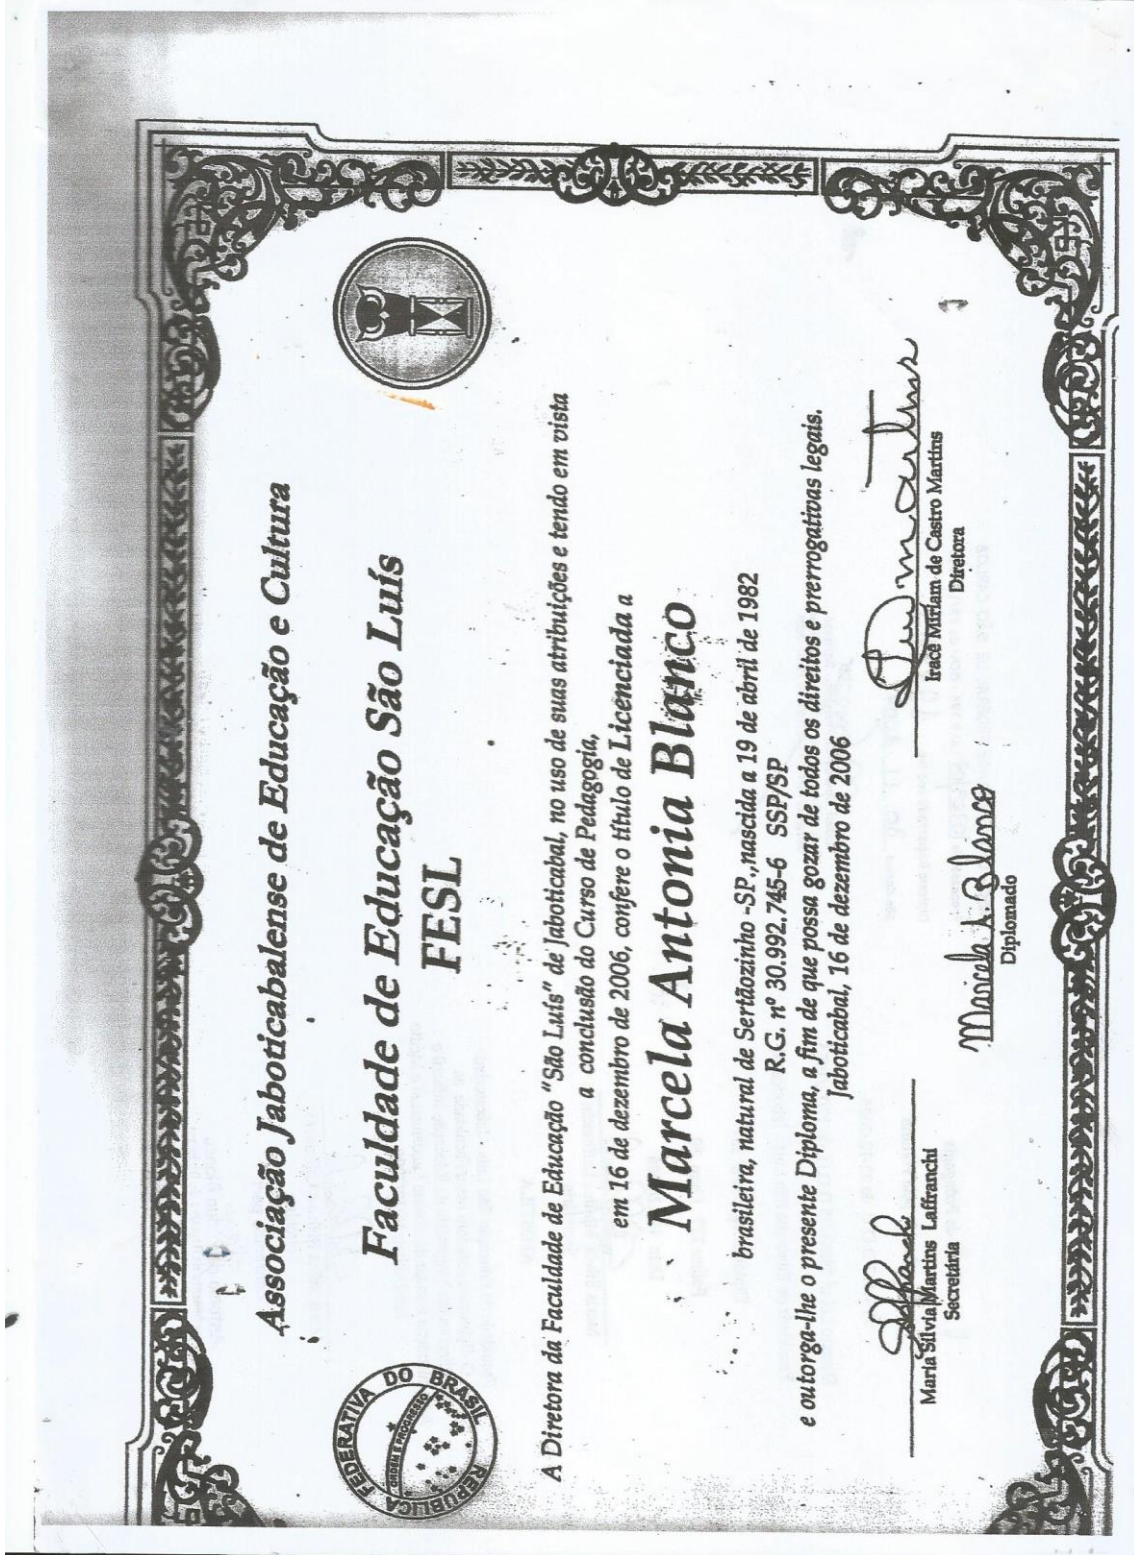 Associação Jaboticabalense de Educação e Cultura
Faculdade de Educação São Luís
FESL
REPUBLICA FEDERATIVA DO BRASIL
ORDEM E PROGRESSO
A Diretora da Faculdade de Educação "São Luís" de Jaboticabal, no uso de suas atribuições e tendo em vista
a conclusão do Curso de Pedagogia,
em 16 de dezembro de 2006, confere o título de Licenciada a
Marcela Antonia Blanco
brasileira, natural de Sertãozinho -SP,,nascida a 19 de abril de 1982
R.G. nº 30.992.745-6 SSP/SP
e outorga-lhe o presente Diploma, a fim de que possa gozar de todos os direitos e prerrogativas legais.
Jaboticabal, 16 de dezembro de 2006
Maria Silvia Martins Laffranchi
Secretária
Marcela A. Blanco
Diplomado
Iracê Miriam de Castro Martins
Diretora